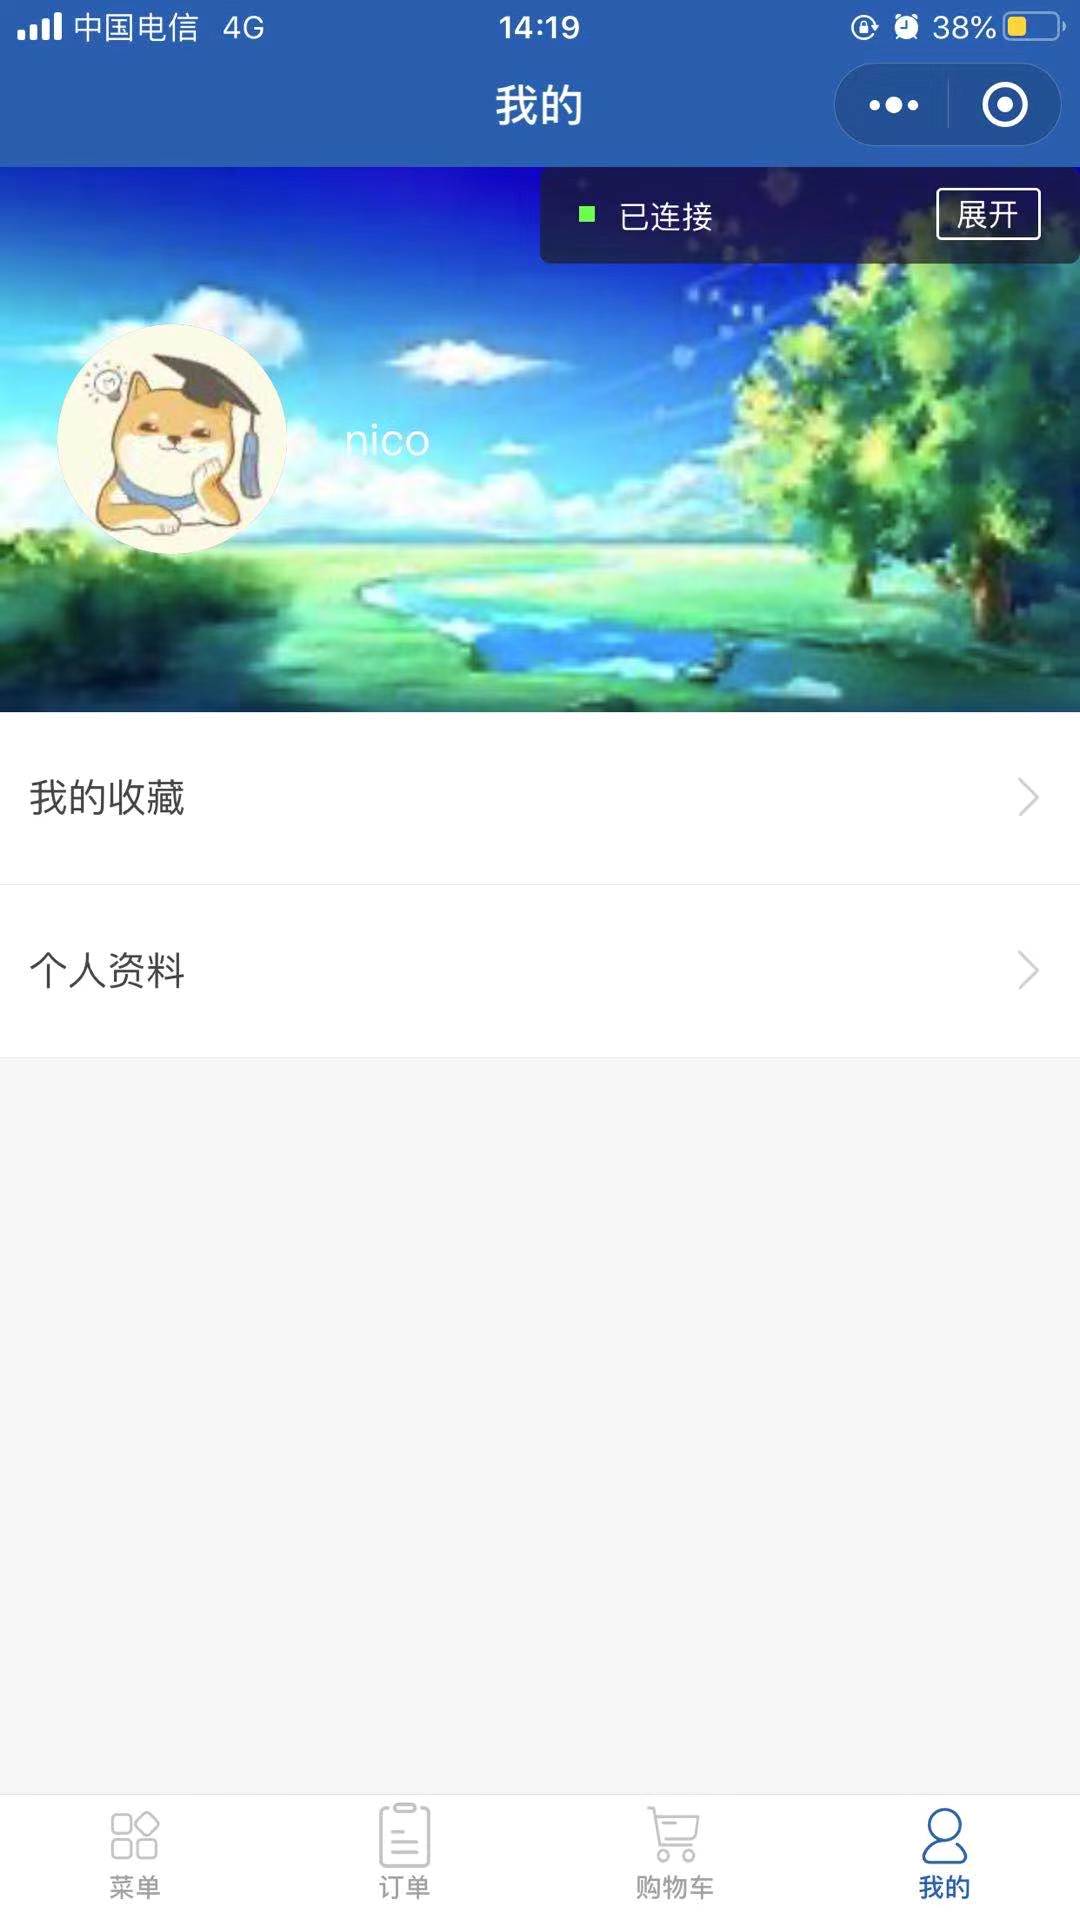 中国电信 4G 14:19 38%
我的
已连接 展开
nico
我的收藏
个人资料
菜单 订单 购物车 我的